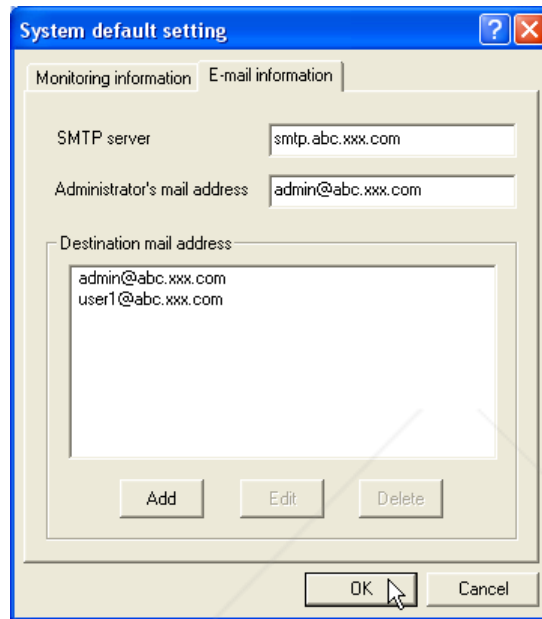 System default setting
Monitoring information
E-mail information
SMTP server
smtp.abc.xxx.com
Administrator's mail address
admin@abc.xxx.com
Destination mail address
admin@abc.xxx.com
user1@abc.xxx.com
Add
Edit
Delete
OK
Cancel